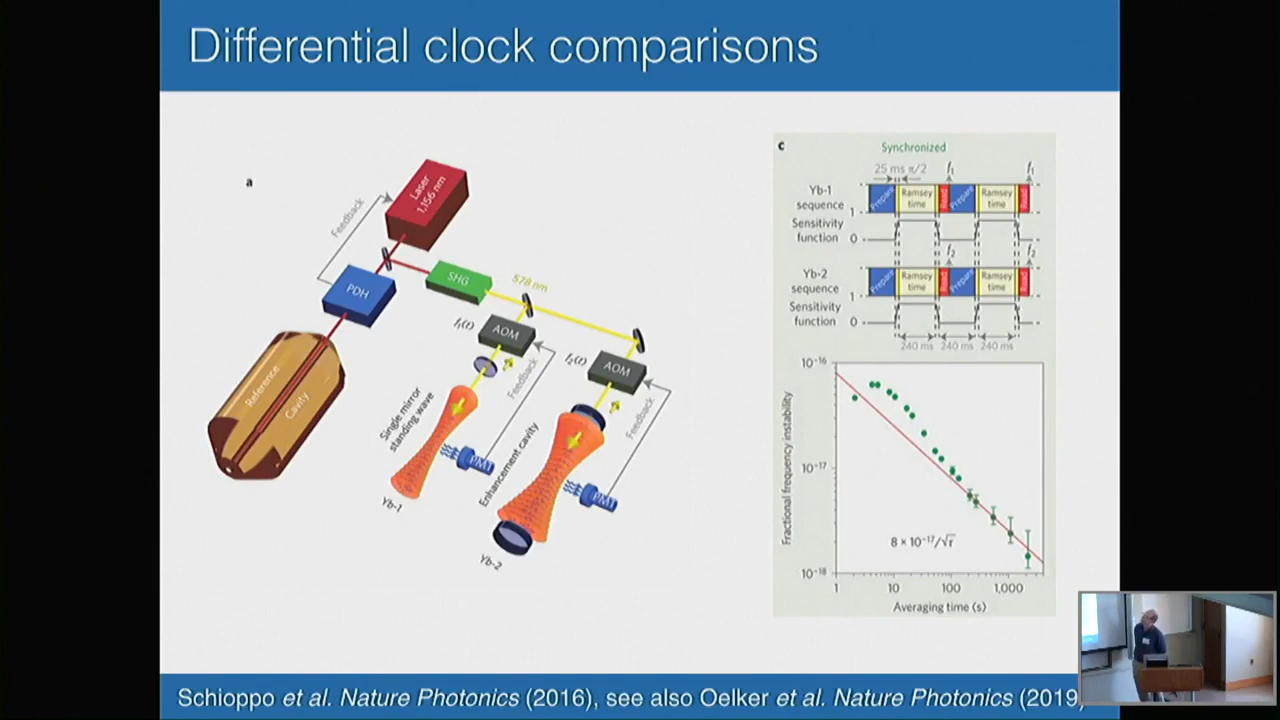 Differential clock comparisons
a
Laser
1,156 nm
Feedback
PDH
SHG
578 nm
Reference
Cavity
f₁(t)
AOM
f₂(t)
AOM
Feedback
Feedback
Single mirror
standing wave
PMT
Enhancement cavity
PMT
Yb-1
Yb-2
c
Synchronized
25 ms π/2
f₁
f₁
Yb-1
sequence
Prepare
Ramsey
time
Read
Prepare
Ramsey
time
Read
Sensitivity
function
1
0
f₂
f₂
Yb-2
sequence
Prepare
Ramsey
time
Read
Prepare
Ramsey
time
Read
Sensitivity
function
1
0
240 ms 240 ms 240 ms
Fractional frequency instability
10⁻¹⁶
10⁻¹⁷
10⁻¹⁸
8 × 10⁻¹⁷/√τ
1 10 100 1,000
Averaging time (s)
Schioppo et al. Nature Photonics (2016), see also Oelker et al. Nature Photonics (2019)